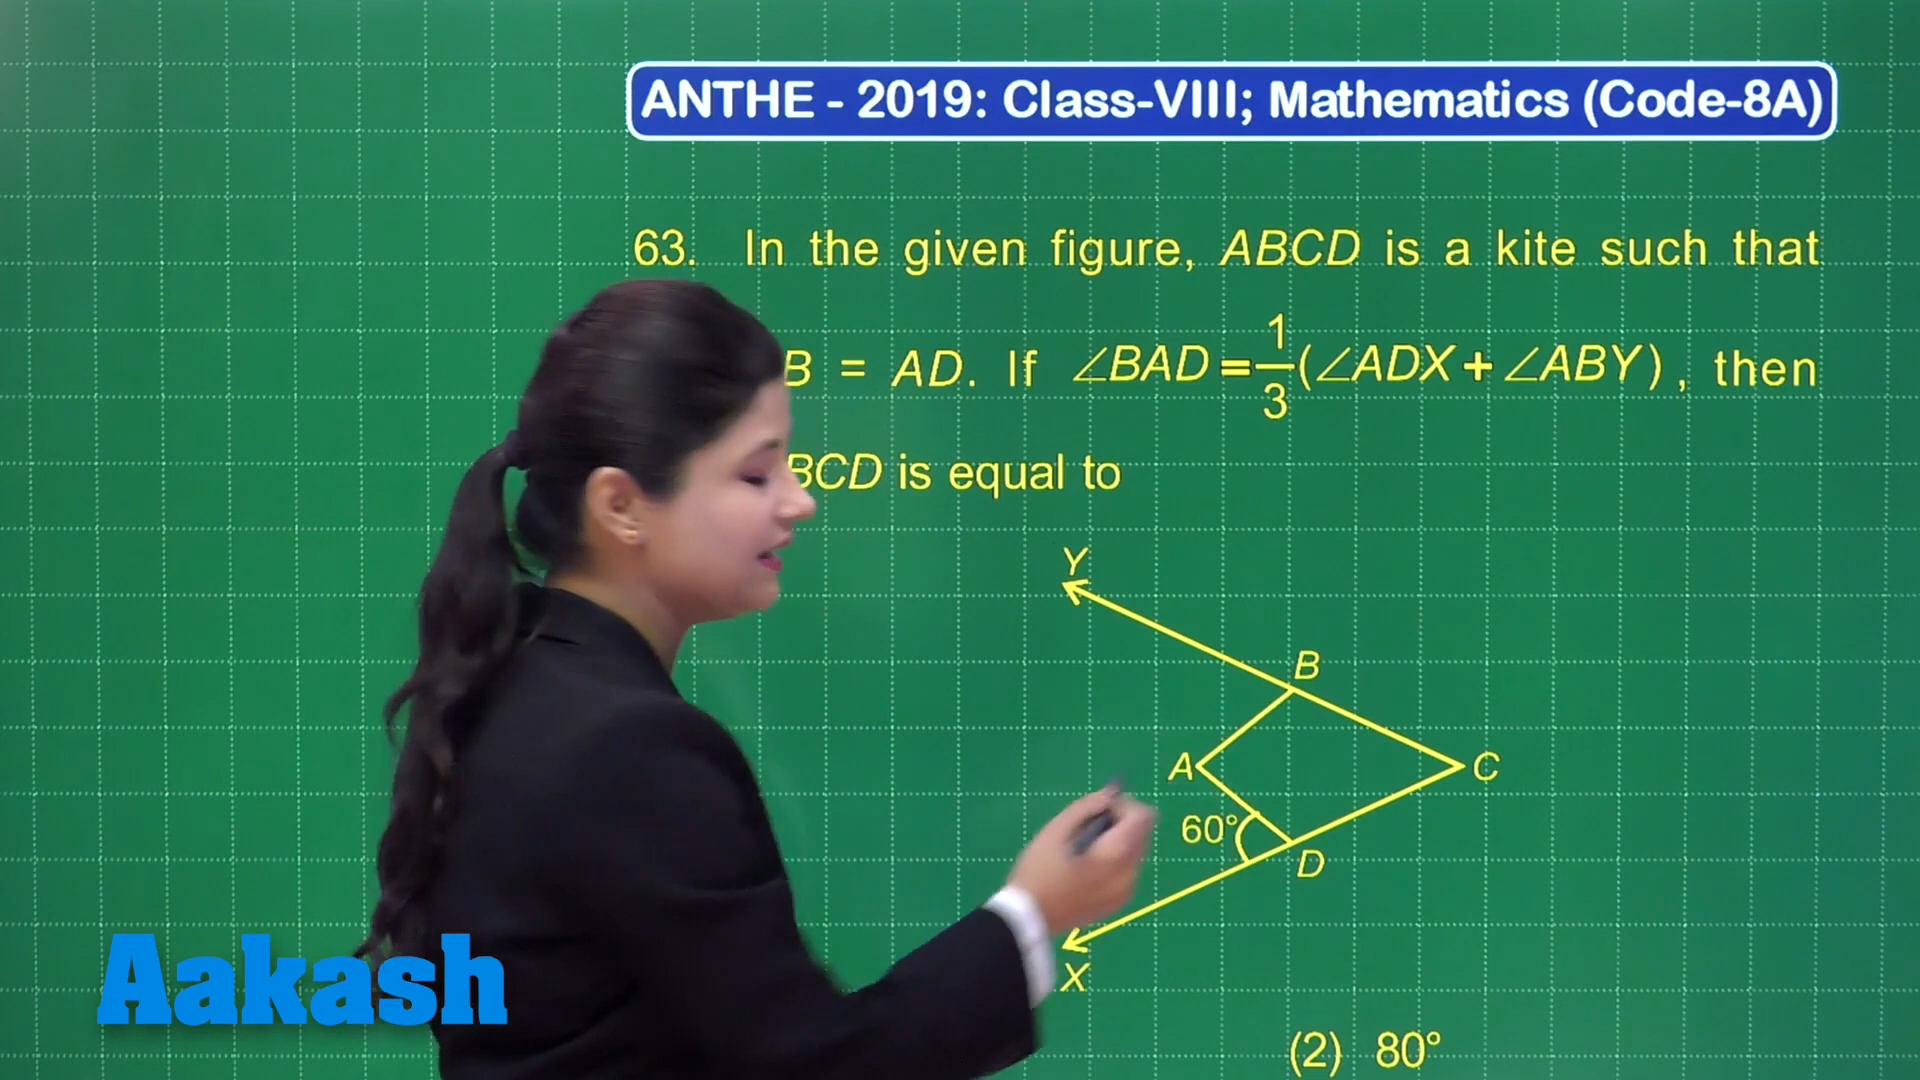 ANTHE - 2019: Class-VIII; Mathematics (Code-8A)
63. In the given figure, ABCD is a kite such that
B = AD. If ∠BAD = 1/3 (∠ADX + ∠ABY), then
BCD is equal to
Y
B
A
C
60°
D
X
Aakash
(2) 80°